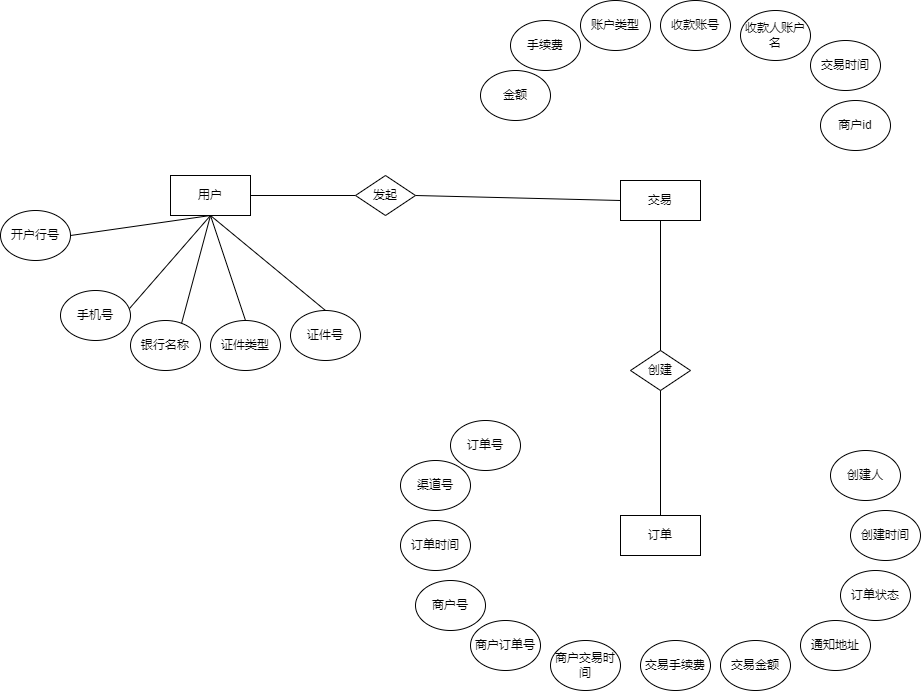 账户类型
收款账号
收款人账户
名
手续费
交易时间
金额
商户id
用户
发起
交易
开户行号
手机号
银行名称
证件类型
证件号
创建
订单号
渠道号
订单时间
商户号
商户订单号
商户交易时
间
交易手续费
交易金额
通知地址
订单状态
创建时间
创建人
订单